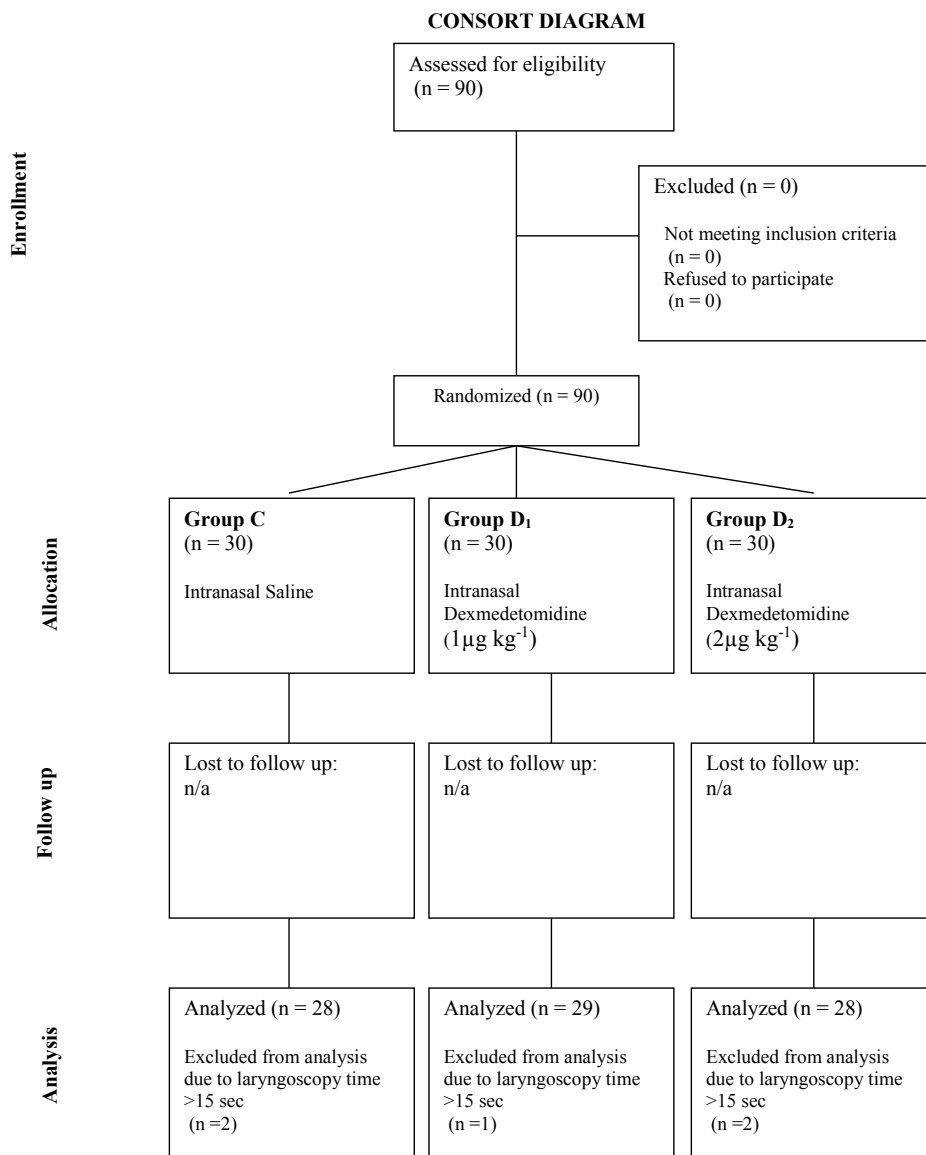 CONSORT DIAGRAM
Assessed for eligibility
(n = 90)
Enrollment
Excluded (n = 0)
Not meeting inclusion criteria
(n = 0)
Refused to participate
(n = 0)
Randomized (n = 90)
Allocation
Group C
(n = 30)
Intranasal Saline
Group D₁
(n = 30)
Intranasal
Dexmedetomidine
(1µg kg⁻¹)
Group D₂
(n = 30)
Intranasal
Dexmedetomidine
(2µg kg⁻¹)
Follow up
Lost to follow up:
n/a
Lost to follow up:
n/a
Lost to follow up:
n/a
Analysis
Analyzed (n = 28)
Excluded from analysis
due to laryngoscopy time
>15 sec
(n =2)
Analyzed (n = 29)
Excluded from analysis
due to laryngoscopy time
>15 sec
(n =1)
Analyzed (n = 28)
Excluded from analysis
due to laryngoscopy time
>15 sec
(n =2)